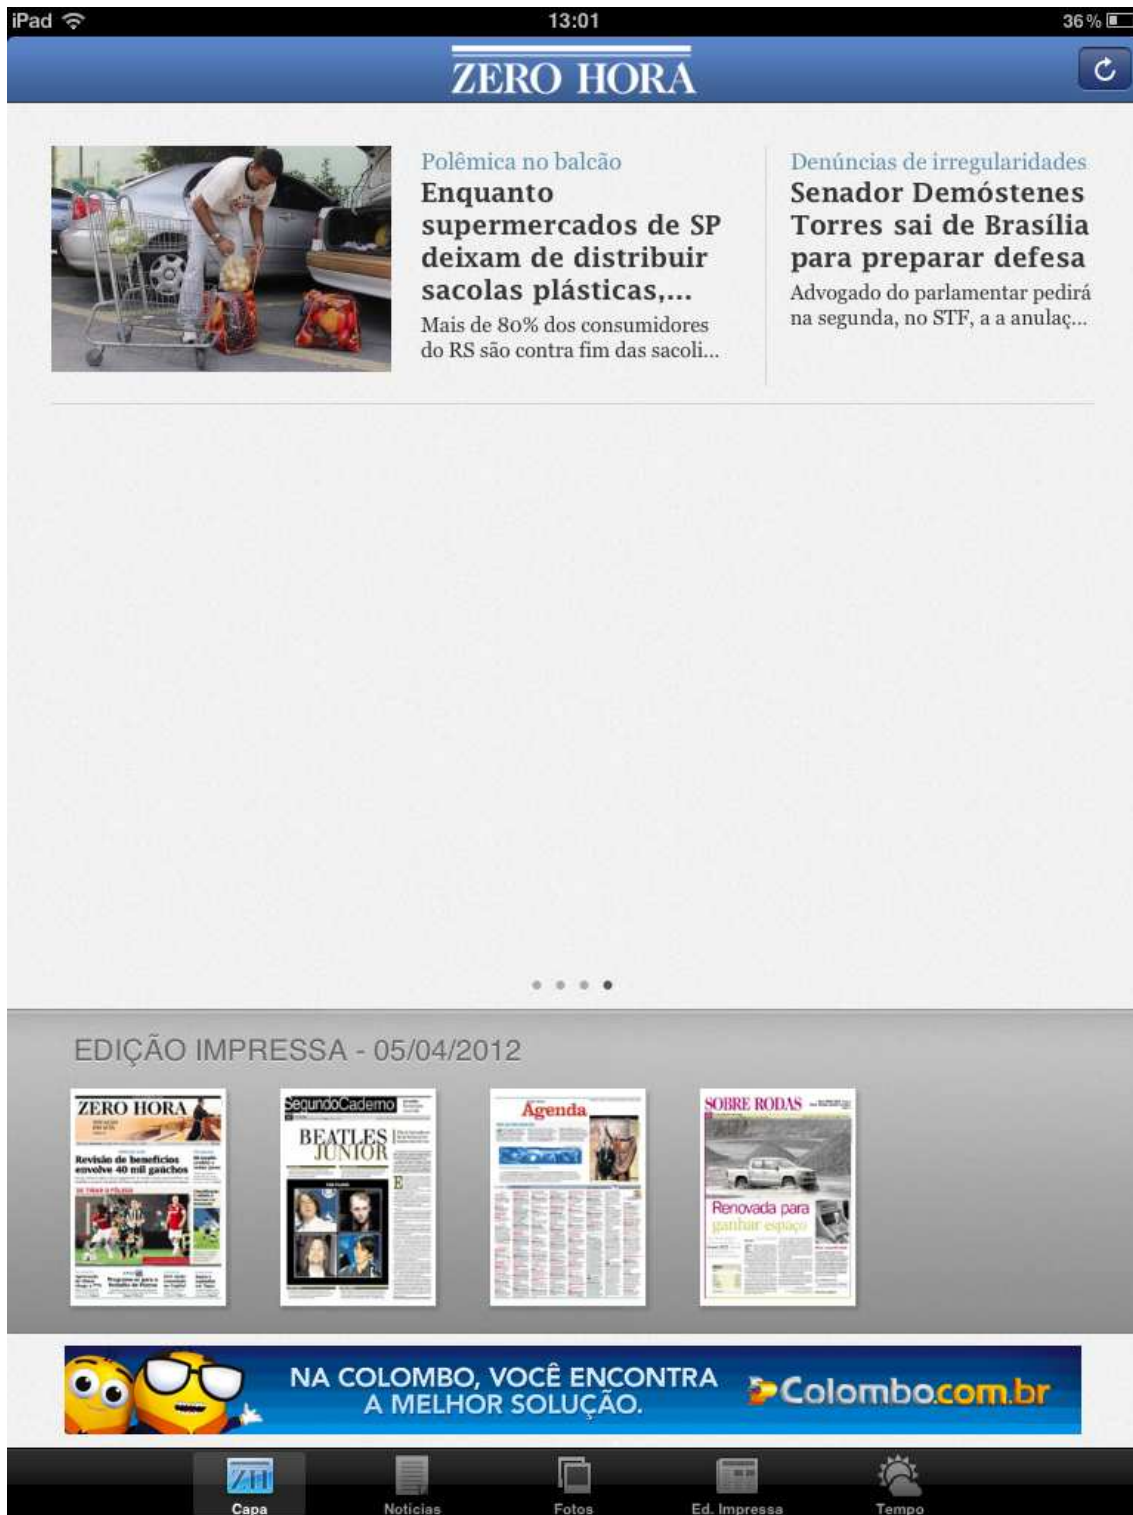 iPad 13:01 36%
ZERO HORA
Polêmica no balcão
Enquanto
supermercados de SP
deixam de distribuir
sacolas plásticas,...
Mais de 80% dos consumidores
do RS são contra fim das sacoli...
Denúncias de irregularidades
Senador Demóstenes
Torres sai de Brasília
para preparar defesa
Advogado do parlamentar pedirá
na segunda, no STF, a a anulaç...
EDIÇÃO IMPRESSA - 05/04/2012
ZERO HORA
Revisão de benefícios
envolve 40 mil gaúchos
SegundoCaderno
BEATLES
JUNIOR
Agenda
SOBRE RODAS
Renovada para
ganhar espaço
NA COLOMBO, VOCÊ ENCONTRA
A MELHOR SOLUÇÃO.
Colombo.com.br
ZH
Capa Notícias Fotos Ed. Impressa Tempo